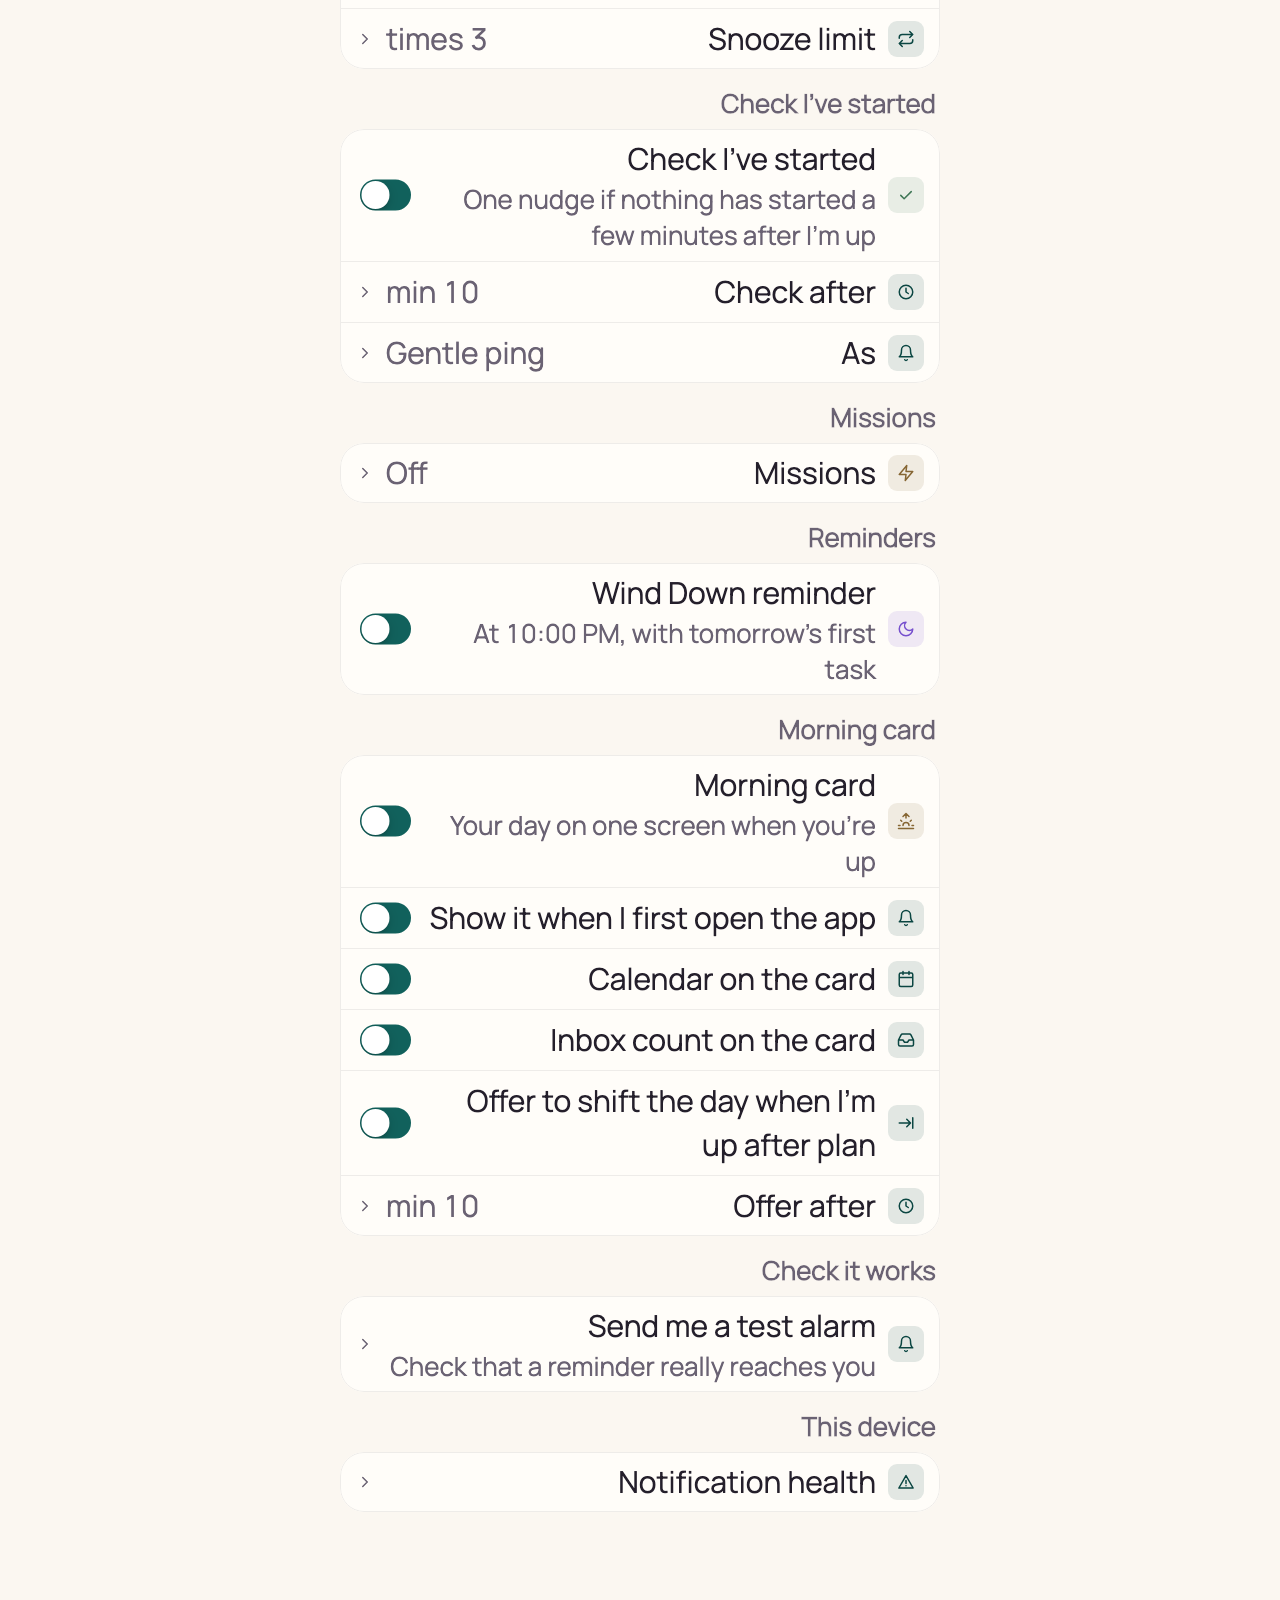 Snooze limit
times 3
Check I've started
Check I've started
One nudge if nothing has started a
few minutes after I'm up
Check after
min 10
As
Gentle ping
Missions
Missions
Off
Reminders
Wind Down reminder
At 10:00 PM, with tomorrow's first
task
Morning card
Morning card
Your day on one screen when you're
up
Show it when I first open the app
Calendar on the card
Inbox count on the card
Offer to shift the day when I'm
up after plan
Offer after
min 10
Check it works
Send me a test alarm
Check that a reminder really reaches you
This device
Notification health